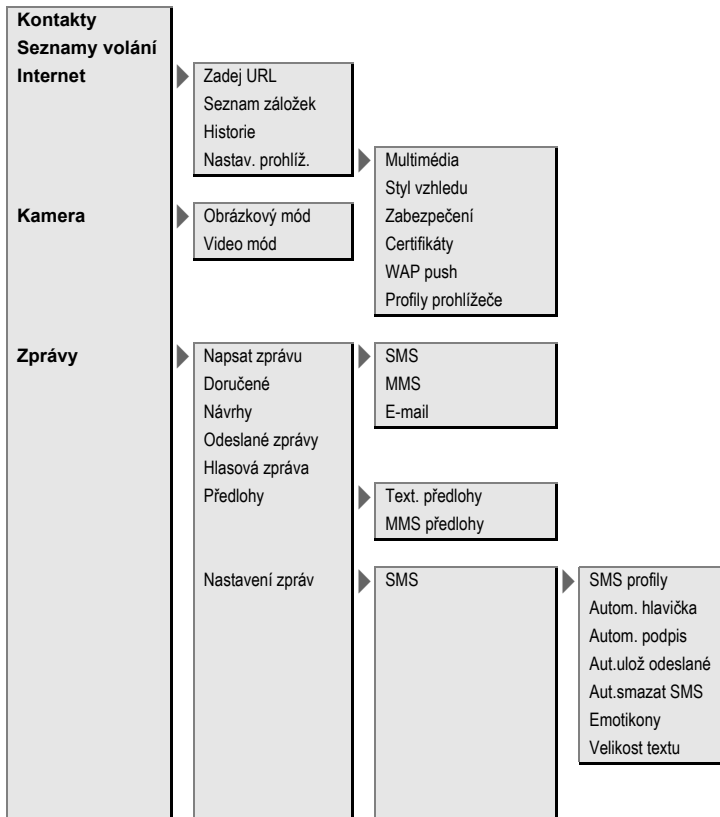 Kontakty
Seznamy volání
Internet
Zadej URL
Seznam záložek
Historie
Nastav. prohlíž.
Multimédia
Styl vzhledu
Zabezpečení
Certifikáty
WAP push
Profily prohlížeče
Kamera
Obrázkový mód
Video mód
Zprávy
Napsat zprávu
SMS
MMS
E-mail
Doručené
Návrhy
Odeslané zprávy
Hlasová zpráva
Předlohy
Text. předlohy
MMS předlohy
Nastavení zpráv
SMS
SMS profily
Autom. hlavička
Autom. podpis
Aut.ulož odeslané
Aut.smazat SMS
Emotikony
Velikost textu